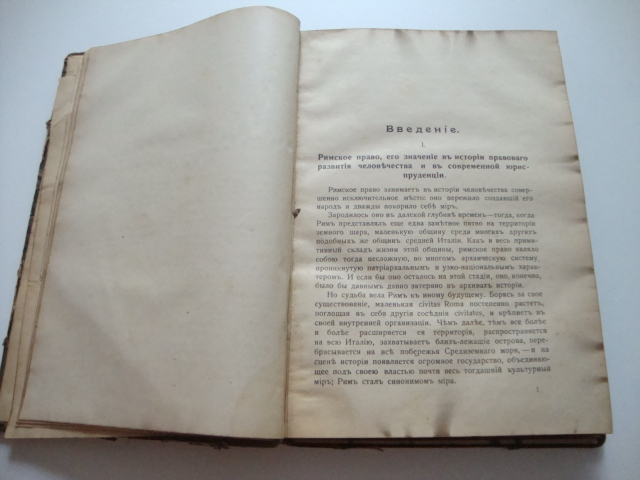 Введеніе.
I.
Римское право, его значеніе въ исторіи правоваго
развитія человѣчества и въ современной юрис-
пруденціи.
Римское право занимаетъ въ исторіи человѣчества совер-
шенно исключительное мѣсто: оно пережило создавшій его
народъ и дважды покорило себѣ міръ.
Зародилось оно въ далекой глубинѣ временъ—тогда, когда
Римъ представлялъ еще едва замѣтное пятно на территоріи
земного шара, маленькую общину среди многихъ другихъ
подобныхъ же общинъ средней Италіи. Какъ и весь прими-
тивный складъ жизни этой общины, римское право являло
собою тогда несложную, во многомъ архаическую систему,
проникнутую патріархальнымъ и узко-національнымъ харак-
теромъ. И если бы оно осталось на этой стадіи, оно, конечно,
было бы давнымъ давно затеряно въ архивахъ исторіи.
Но судьба вела Римъ къ иному будущему. Борясь за свое
существованіе, маленькая civitas Roma постепенно растетъ,
поглощая въ себя другія сосѣднія civitates, и крѣпнетъ въ
своей внутренней организаціи. Чѣмъ далѣе, тѣмъ все болѣе
и болѣе расширяется ея территорія, распространяется
на всю Италію, захватываетъ близъ-лежащіе острова, пере-
брасывается на всѣ побережья Средиземнаго моря,—и на
сценѣ исторіи появляется огромное государство, объединяю-
щее подъ своею властью почти весь тогдашній культурный
міръ; Римъ сталъ синонимомъ міра.
1